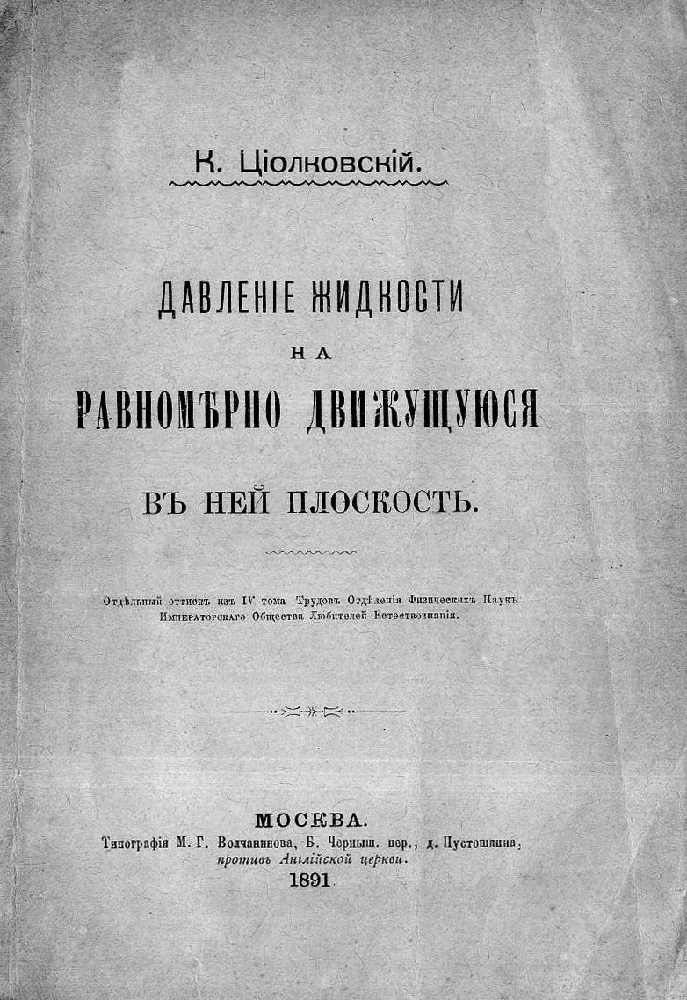 К. Ціолковскій.
ДАВЛЕНІЕ ЖИДКОСТИ
НА
РАВНОМѢРНО ДВИЖУЩУЮСЯ
ВЪ НЕЙ ПЛОСКОСТЬ.
Отдѣльный оттискъ изъ IV тома Трудовъ Отдѣленія Физическихъ Наукъ
Императорскаго Общества Любителей Естествознанія.
МОСКВА.
Типографія М. Г. Волчанинова, Б. Черныш. пер., д. Пустошкина,
противъ Англійской церкви.
1891